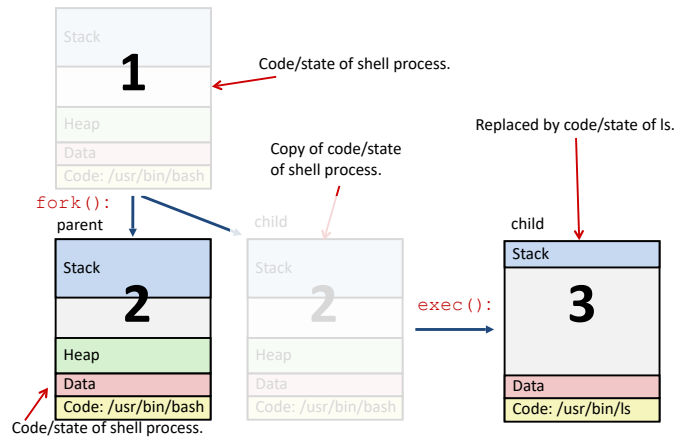 Stack
1
Code/state of shell process.
Heap
Data
Code: /usr/bin/bash
Copy of code/state
of shell process.
Replaced by code/state of ls.
fork():
parent
child
child
Stack
2
Heap
Data
Code: /usr/bin/bash
Code/state of shell process.
Stack
2
Heap
Data
Code: /usr/bin/bash
exec():
Stack
3
Data
Code: /usr/bin/ls